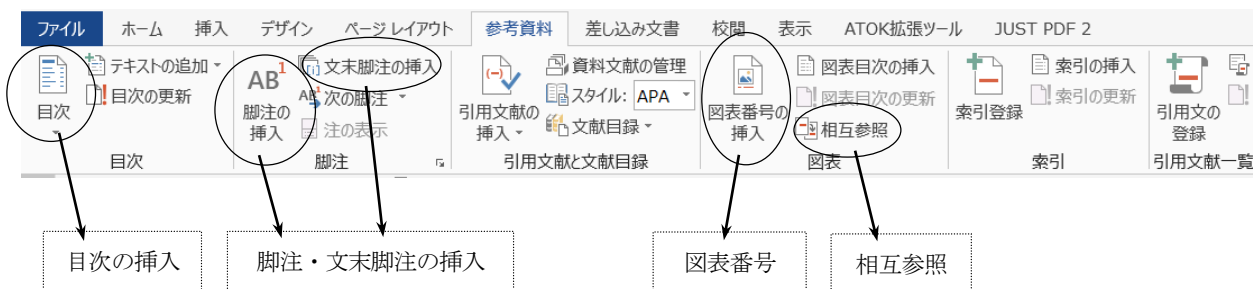 ファイル ホーム 挿入 デザイン ページ レイアウト 参考資料 差し込み文書 校閲 表示 ATOK拡張ツール JUST PDF 2
目次
テキストの追加
目次の更新
目次
AB1
脚注の
挿入
文末脚注の挿入
次の脚注
注の表示
脚注
引用文献の
挿入
資料文献の管理
スタイル: APA
文献目録
引用文献と文献目録
図表番号の
挿入
図表目次の挿入
図表目次の更新
相互参照
図表
索引登録
索引の挿入
索引の更新
索引
引用文の
登録
引用文献一覧
目次の挿入
脚注・文末脚注の挿入
図表番号
相互参照